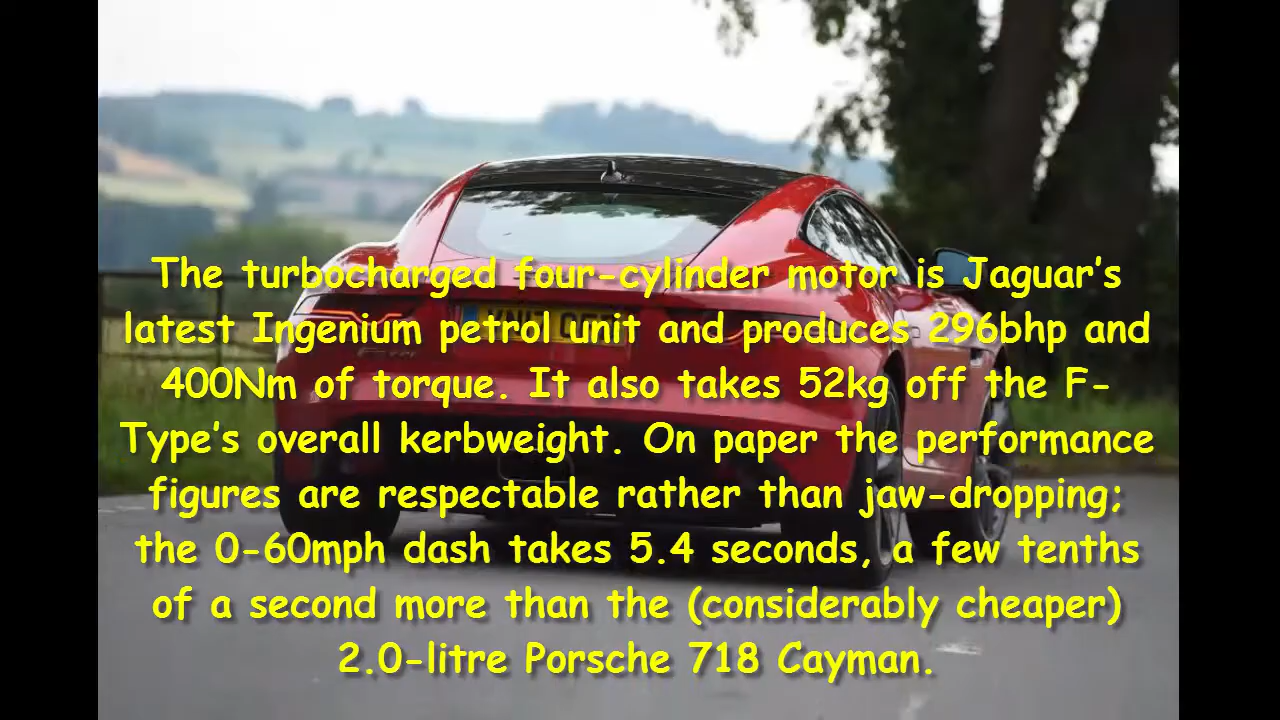 The turbocharged four-cylinder motor is Jaguar's
latest Ingenium petrol unit and produces 296bhp and
400Nm of torque. It also takes 52kg off the F-
Type's overall kerbweight. On paper the performance
figures are respectable rather than jaw-dropping;
the 0-60mph dash takes 5.4 seconds, a few tenths
of a second more than the (considerably cheaper)
2.0-litre Porsche 718 Cayman.